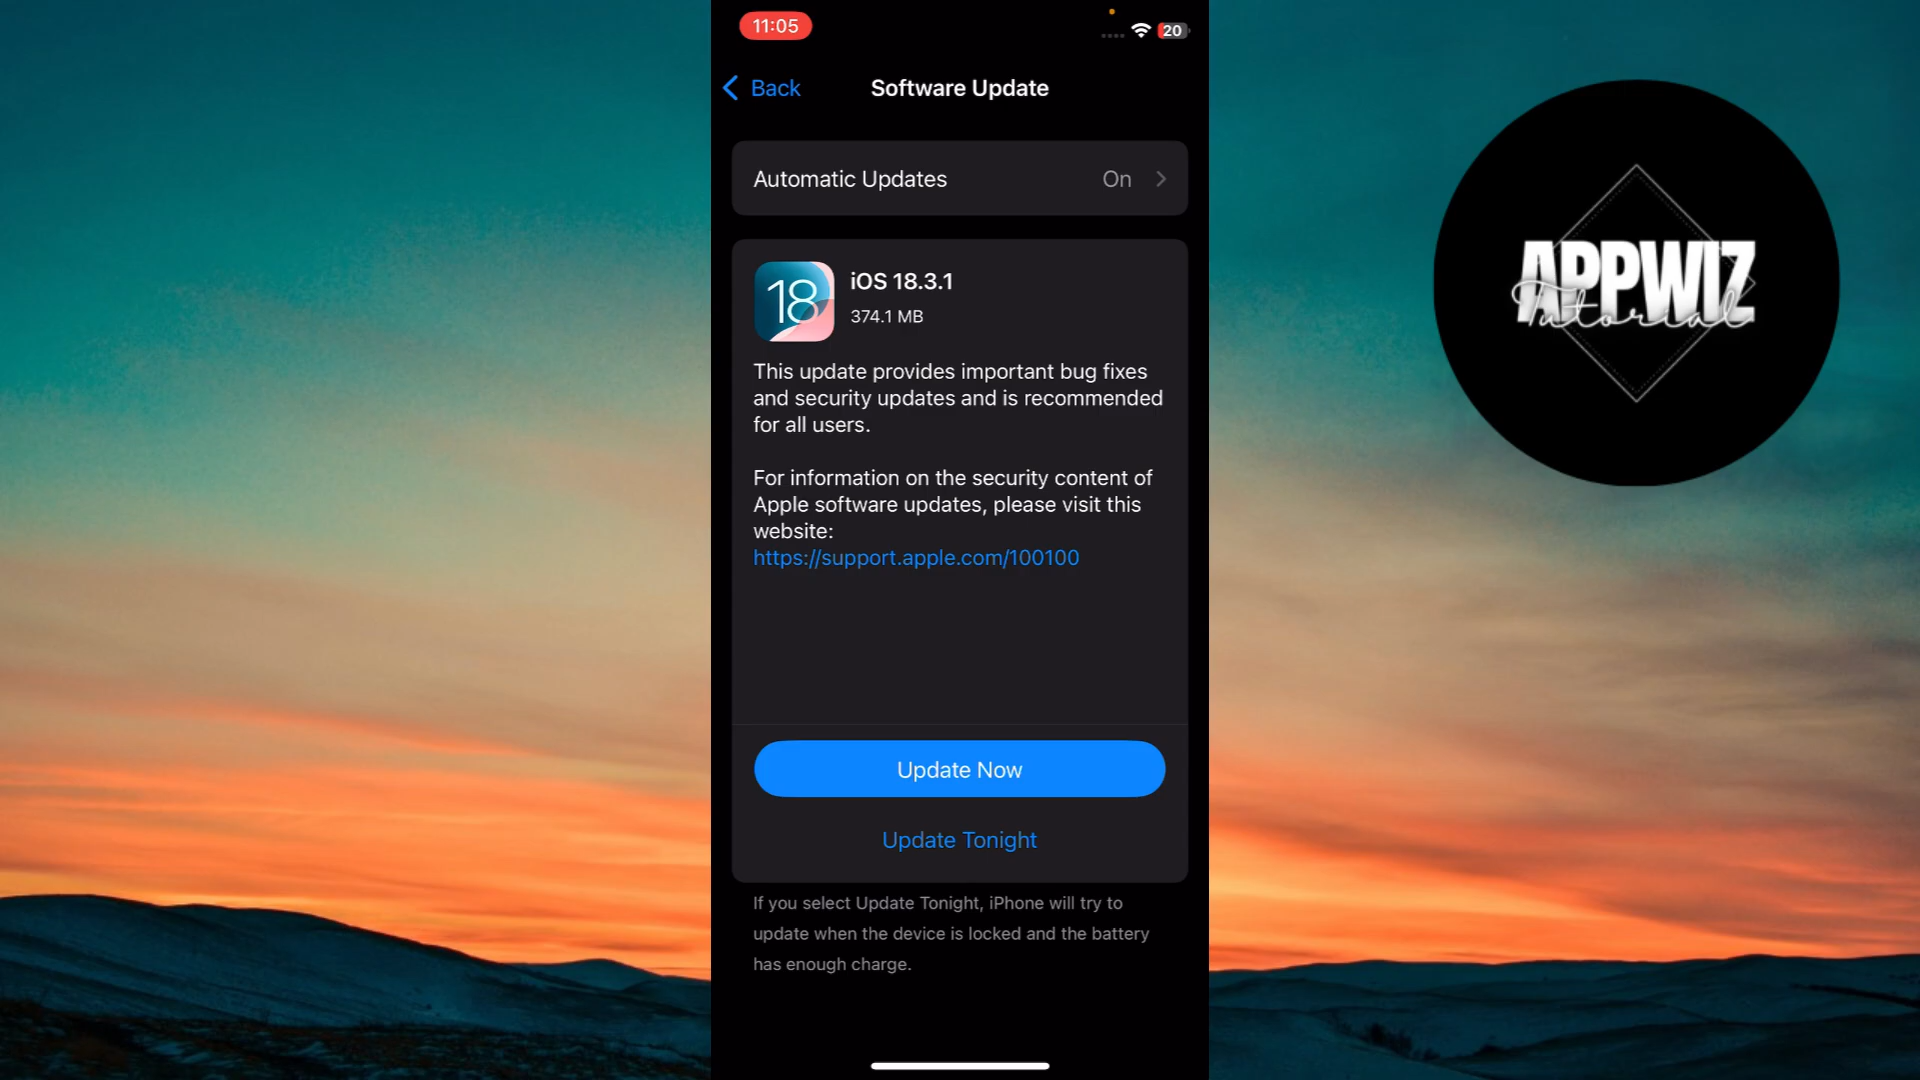 11:05
20
Back
Software Update
Automatic Updates On
18
iOS 18.3.1
374.1 MB
This update provides important bug fixes
and security updates and is recommended
for all users.
For information on the security content of
Apple software updates, please visit this
website:
https://support.apple.com/100100
Update Now
Update Tonight
If you select Update Tonight, iPhone will try to
update when the device is locked and the battery
has enough charge.
APPWIZ
Tutorial